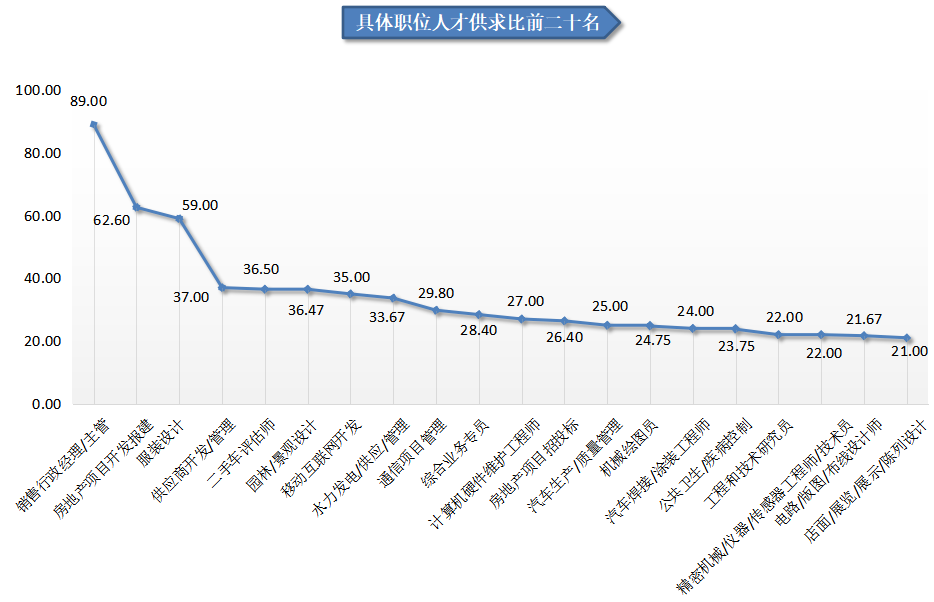 具体职位人才供求比前二十名
100.00
80.00
60.00
40.00
20.00
0.00
89.00
62.60
59.00
37.00
36.50
36.47
35.00
33.67
29.80
28.40
27.00
26.40
25.00
24.75
24.00
23.75
22.00
22.00
21.67
21.00
销售行政经理/主管
房地产项目开发报建
服装设计
供应商开发/管理
二手车评估师
园林/景观设计
移动互联网开发
水力发电/供应/管理
通信项目管理
综合业务专员
计算机硬件维护工程师
房地产项目招投标
汽车生产/质量管理
机械绘图员
汽车焊接/涂装工程师
公共卫生/疾病控制
工程和技术研究员
精密机械/仪器/传感器工程师/技术员
电路/版图/布线设计师
店面/展览/展示/陈列设计